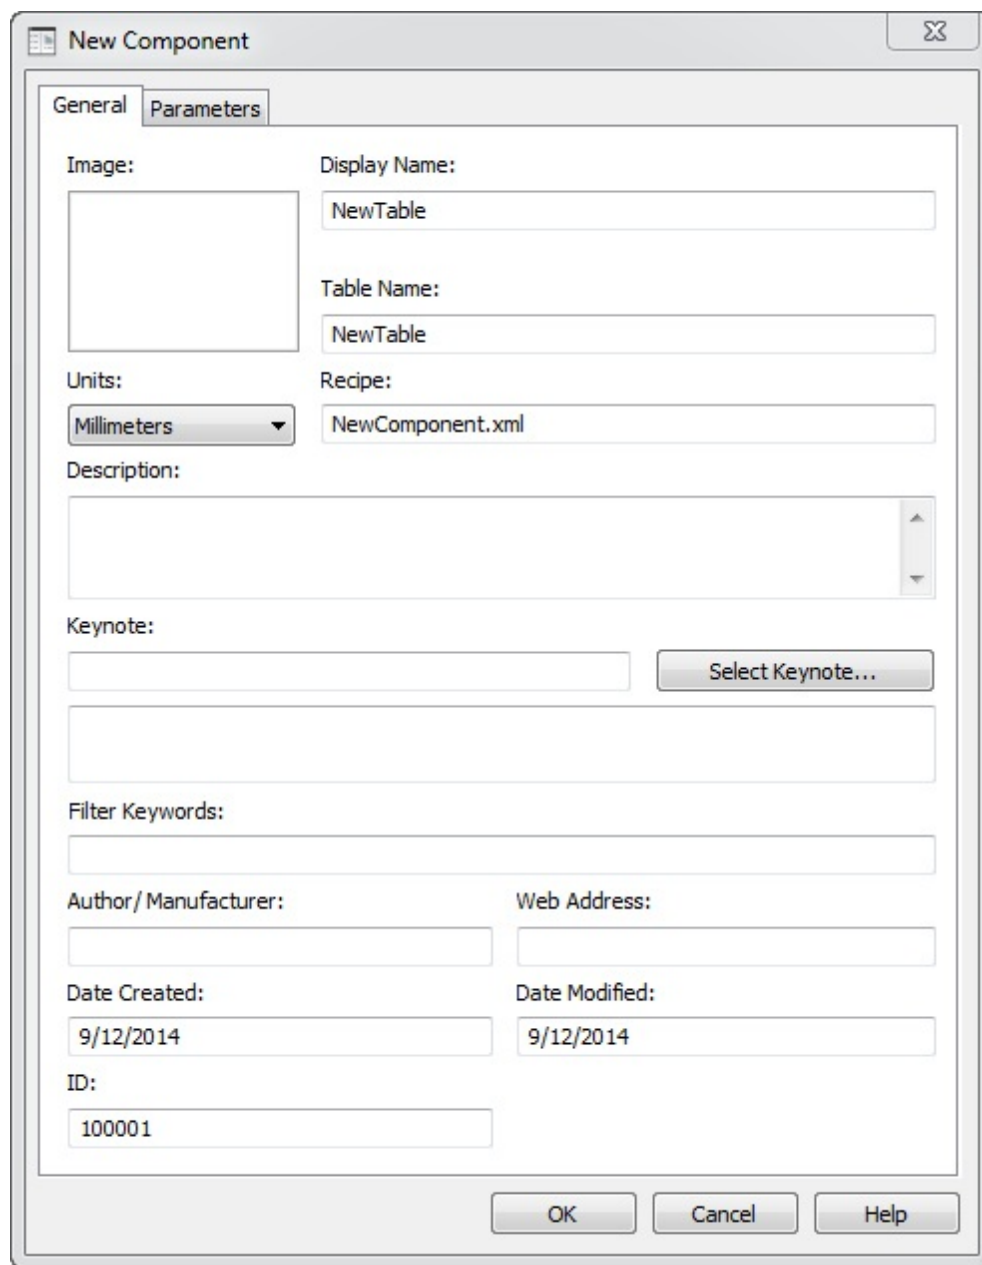 New Component
General Parameters
Image: Display Name:
NewTable
Table Name:
NewTable
Units: Recipe:
Millimeters NewComponent.xml
Description:
Keynote:
Select Keynote...
Filter Keywords:
Author/Manufacturer: Web Address:
Date Created: Date Modified:
9/12/2014 9/12/2014
ID:
100001
OK Cancel Help